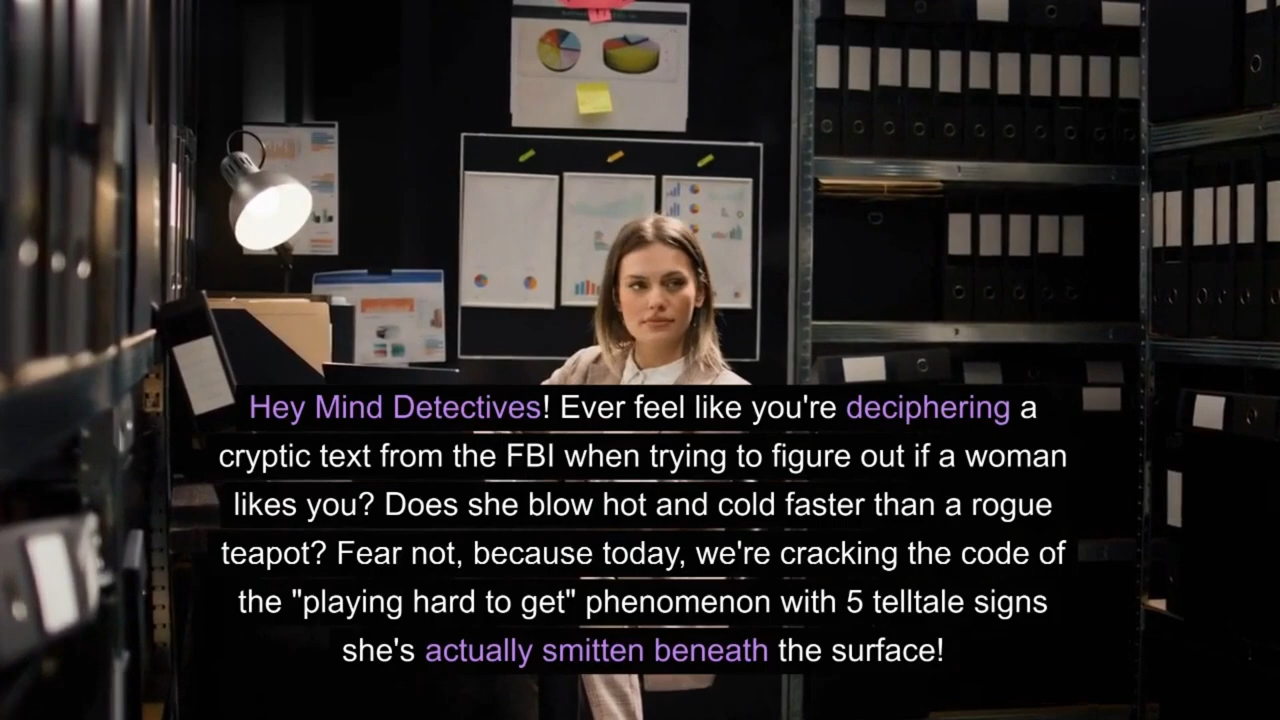 Hey Mind Detectives! Ever feel like you're deciphering a
cryptic text from the FBI when trying to figure out if a woman
likes you? Does she blow hot and cold faster than a rogue
teapot? Fear not, because today, we're cracking the code of
the "playing hard to get" phenomenon with 5 telltale signs
she's actually smitten beneath the surface!